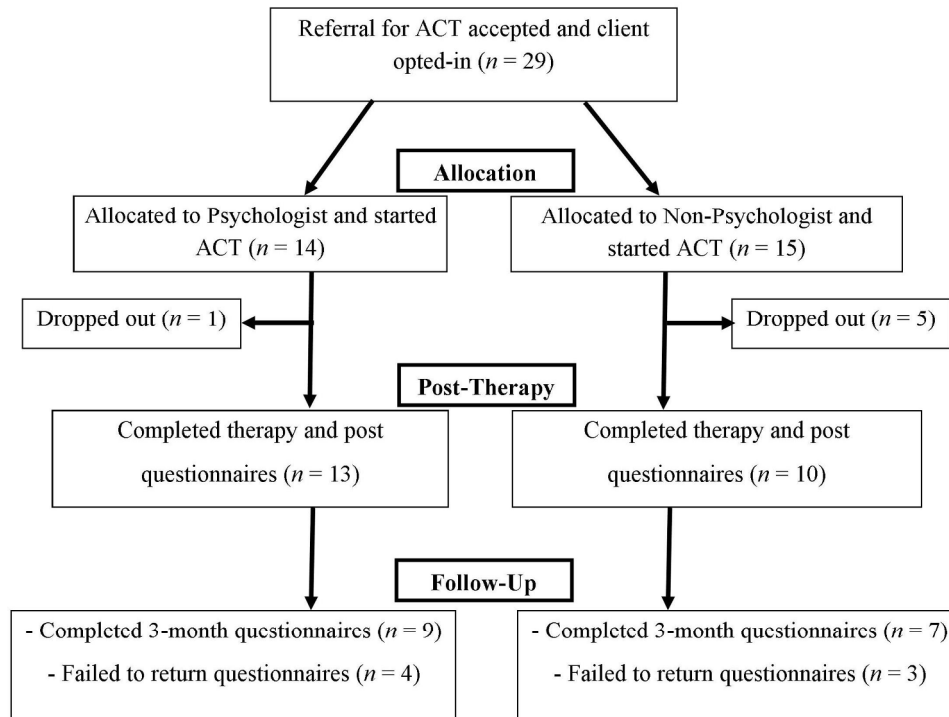 Referral for ACT accepted and client
opted-in (n = 29)
Allocation
Allocated to Psychologist and started
ACT (n = 14)
Allocated to Non-Psychologist and
started ACT (n = 15)
Dropped out (n = 1)
Dropped out (n = 5)
Post-Therapy
Completed therapy and post
questionnaires (n = 13)
Completed therapy and post
questionnaires (n = 10)
Follow-Up
- Completed 3-month questionnaires (n = 9)
- Failed to return questionnaires (n = 4)
- Completed 3-month questionnaires (n = 7)
- Failed to return questionnaires (n = 3)